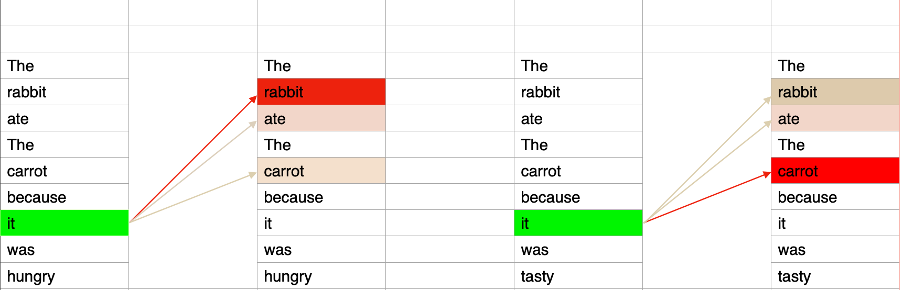 The The The The
rabbit rabbit rabbit rabbit
ate ate ate ate
The The The The
carrot carrot carrot carrot
because because because because
it it it it
was was was was
hungry hungry tasty tasty